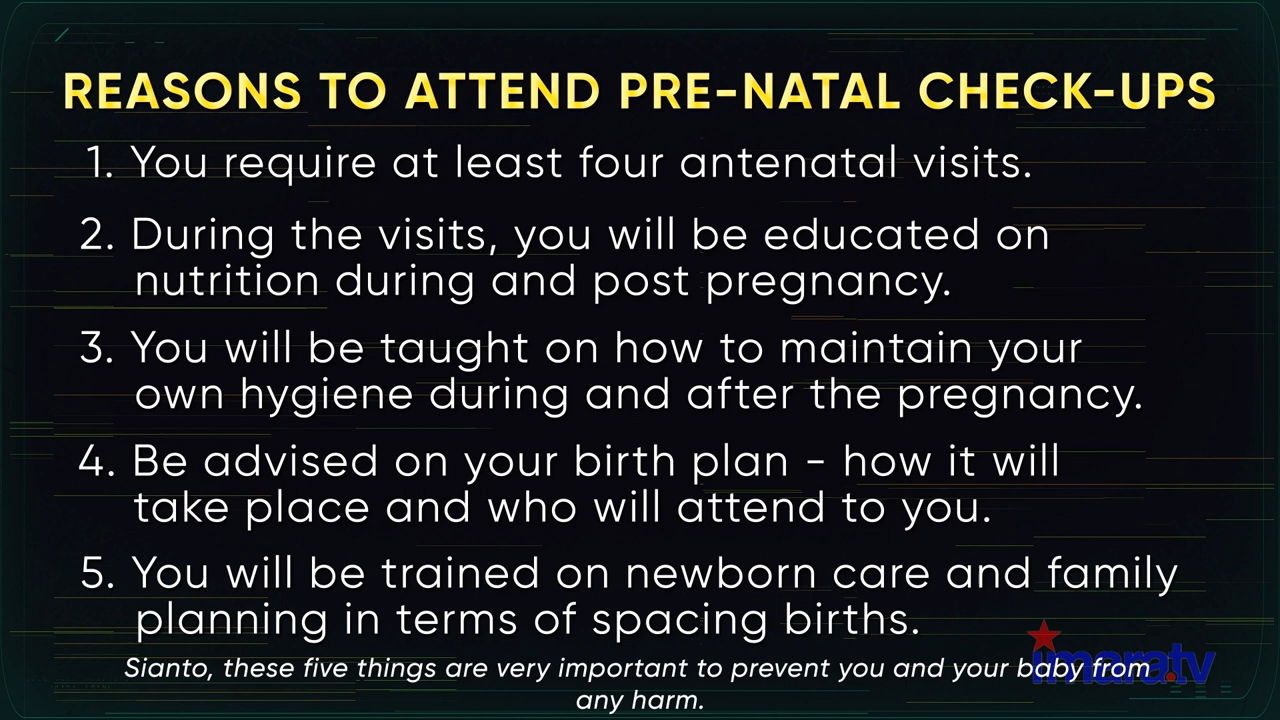 REASONS TO ATTEND PRE-NATAL CHECK-UPS
1. You require at least four antenatal visits.
2. During the visits, you will be educated on
nutrition during and post pregnancy.
3. You will be taught on how to maintain your
own hygiene during and after the pregnancy.
4. Be advised on your birth plan - how it will
take place and who will attend to you.
5. You will be trained on newborn care and family
planning in terms of spacing births.
Sianto, these five things are very important to prevent you and your baby from
any harm.
imara.tv